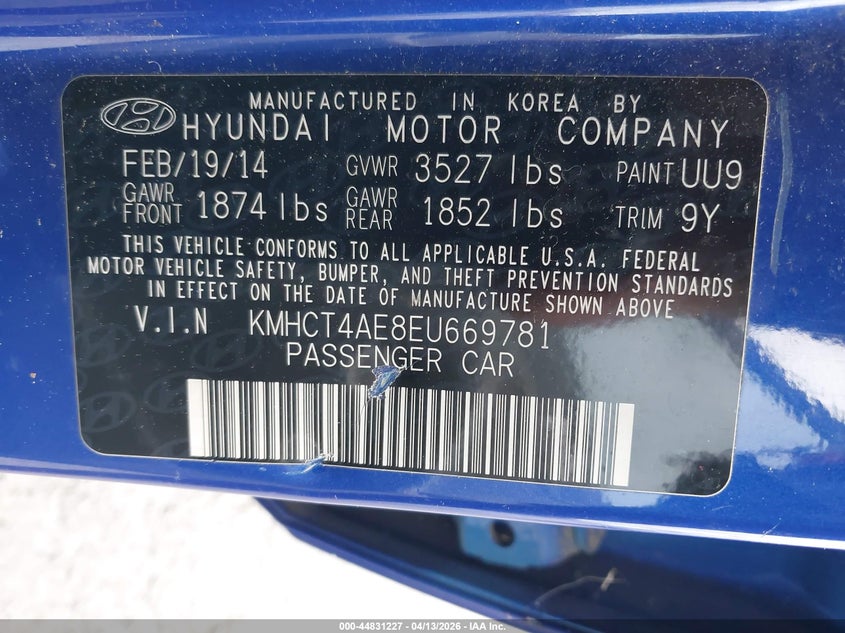 MANUFACTURED IN KOREA BY
HYUNDAI MOTOR COMPANY
FEB/19/14 GVWR 3527 lbs PAINT UU9
GAWR FRONT 1874 lbs GAWR REAR 1852 lbs TRIM 9Y
THIS VEHICLE CONFORMS TO ALL APPLICABLE U.S.A. FEDERAL
MOTOR VEHICLE SAFETY, BUMPER, AND THEFT PREVENTION STANDARDS
IN EFFECT ON THE DATE OF MANUFACTURE SHOWN ABOVE
V.I.N KMHCT4AE8EU669781
PASSENGER CAR
000-44831227 - 04/13/2026 - IAA Inc.